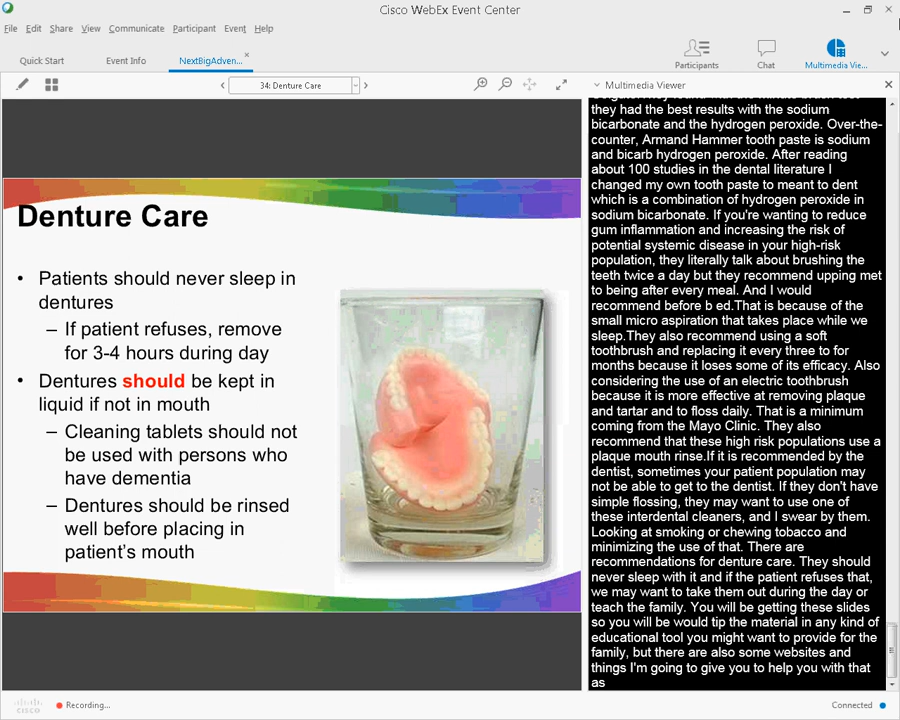 Cisco WebEx Event Center
File Edit Share View Communicate Participant Event Help
Quick Start
Event Info
NextBigAdven...
Participants
Chat
Multimedia Vie...
34: Denture Care
Multimedia Viewer
Denture Care
• Patients should never sleep in
dentures
– If patient refuses, remove
for 3-4 hours during day
• Dentures should be kept in
liquid if not in mouth
– Cleaning tablets should not
be used with persons who
have dementia
– Dentures should be rinsed
well before placing in
patient's mouth
they had the best results with the sodium
bicarbonate and the hydrogen peroxide. Over-the-
counter, Armand Hammer tooth paste is sodium
and bicarb hydrogen peroxide. After reading
about 100 studies in the dental literature I
changed my own tooth paste to meant to dent
which is a combination of hydrogen peroxide in
sodium bicarbonate. If you're wanting to reduce
gum inflammation and increasing the risk of
potential systemic disease in your high-risk
population, they literally talk about brushing the
teeth twice a day but they recommend upping met
to being after every meal. And I would
recommend before b ed.That is because of the
small micro aspiration that takes place while we
sleep.They also recommend using a soft
toothbrush and replacing it every three to for
months because it loses some of its efficacy. Also
considering the use of an electric toothbrush
because it is more effective at removing plaque
and tartar and to floss daily. That is a minimum
coming from the Mayo Clinic. They also
recommend that these high risk populations use a
plaque mouth rinse.If it is recommended by the
dentist, sometimes your patient population may
not be able to get to the dentist. If they don't have
simple flossing, they may want to use one of
these interdental cleaners, and I swear by them.
Looking at smoking or chewing tobacco and
minimizing the use of that. There are
recommendations for denture care. They should
never sleep with it and if the patient refuses that,
we may want to take them out during the day or
teach the family. You will be getting these slides
so you will be would tip the material in any kind of
educational tool you might want to provide for the
family, but there are also some websites and
things I'm going to give you to help you with that
as
cisco
Recording...
Connected